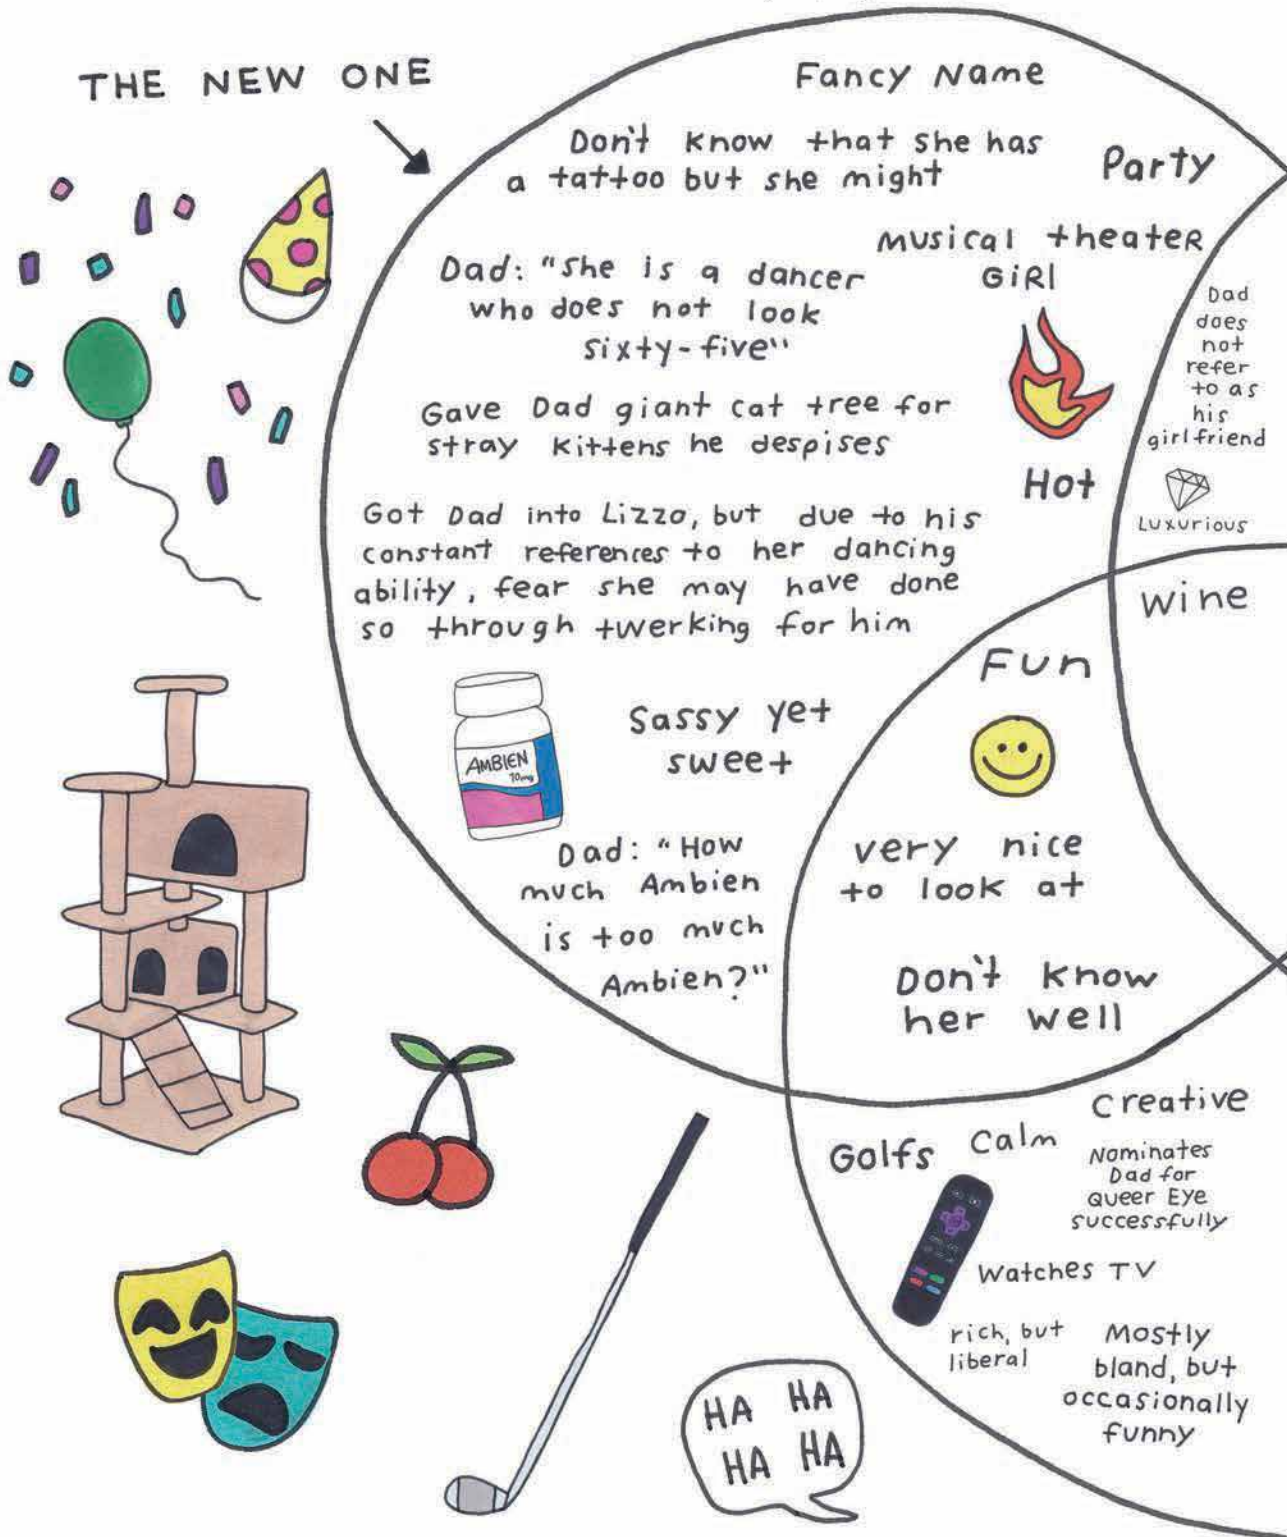 THE NEW ONE
Fancy Name
Don't know that she has
a tattoo but she might
Party
Musical theater
GiRl
Dad: "She is a dancer
who does not look
sixty-five"
Dad
does
not
refer
to as
his
girlfriend
Gave Dad giant cat tree for
stray kittens he despises
Hot
Luxurious
Got Dad into Lizzo, but due to his
constant references to her dancing
ability, fear she may have done
so through twerking for him
Wine
Fun
Sassy yet
sweet
AMBIEN
10mg
Dad: "How
much Ambien
is too much
Ambien?"
very nice
to look at
Don't know
her well
Creative
Golfs
Calm
Nominates
Dad for
Queer Eye
successfully
Watches TV
rich, but
liberal
Mostly
bland, but
occasionally
funny
HA HA
HA HA